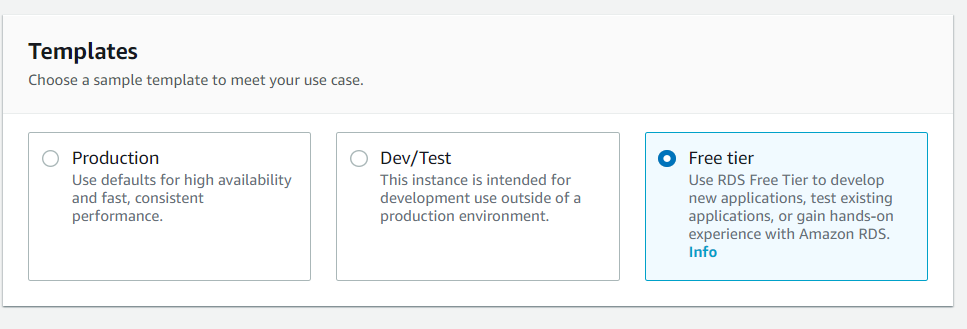 Templates
Choose a sample template to meet your use case.
Production
Use defaults for high availability
and fast, consistent
performance.
Dev/Test
This instance is intended for
development use outside of a
production environment.
Free tier
Use RDS Free Tier to develop
new applications, test existing
applications, or gain hands-on
experience with Amazon RDS.
Info